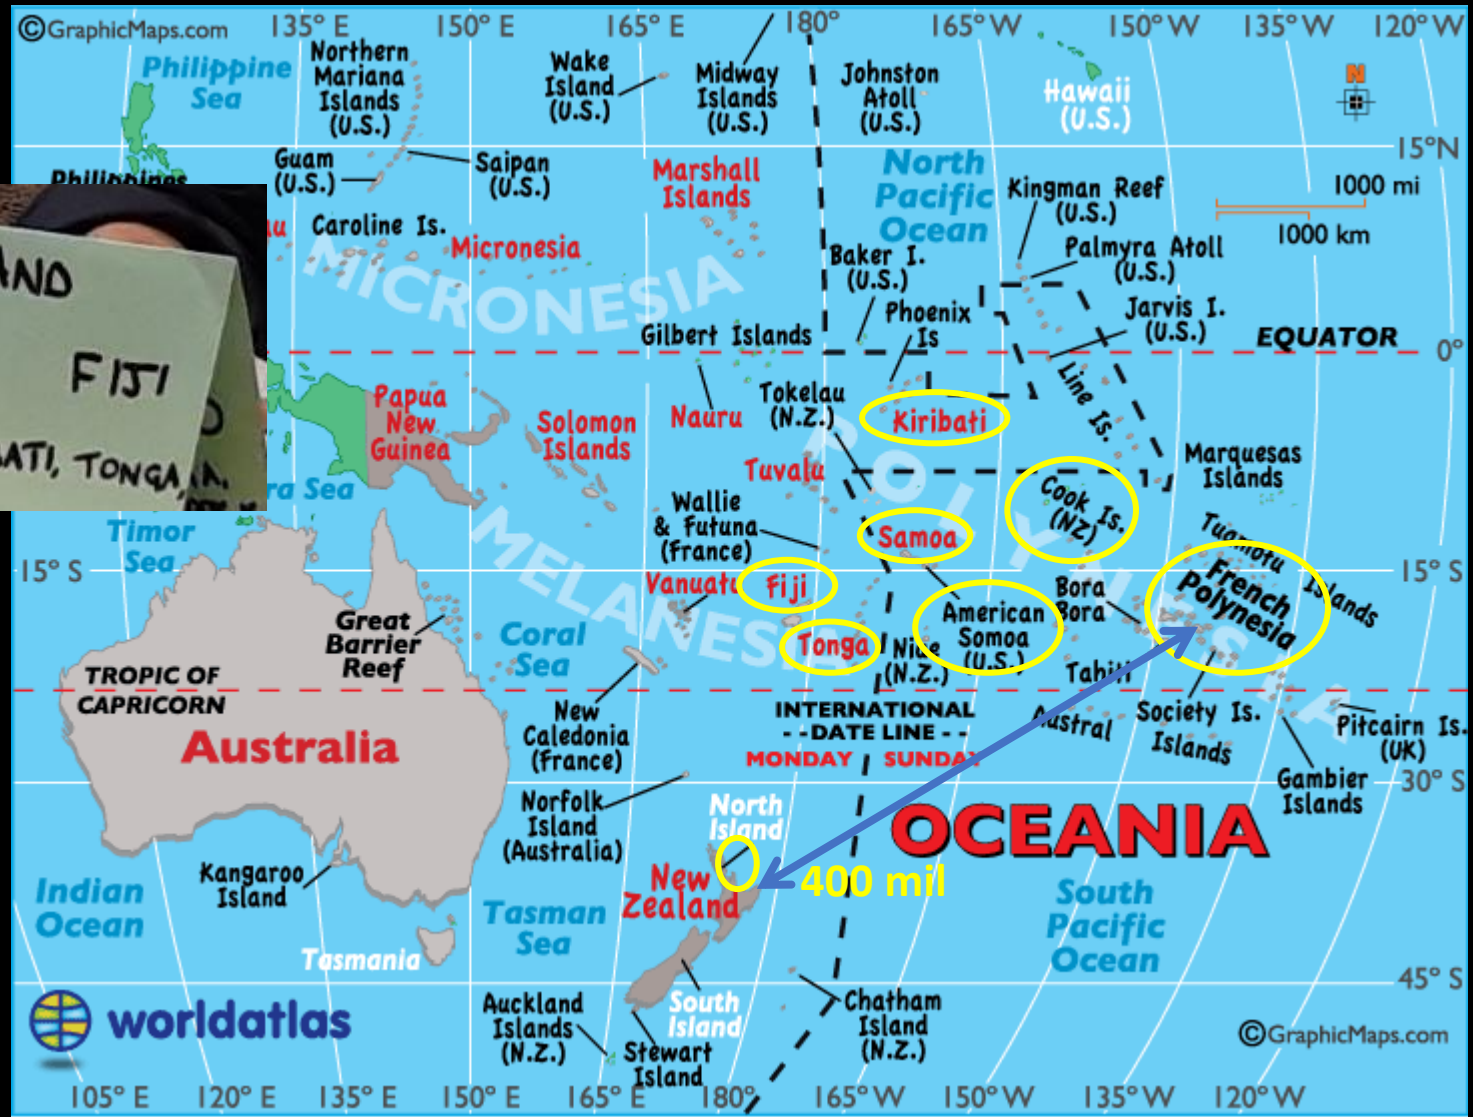 ©GraphicMaps.com
135° E
150° E
165° E
180°
165° W
150° W
135° W
120° W
Philippine
Sea
Northern
Mariana
Islands
(U.S.)
Wake
Island
(U.S.)
Midway
Islands
(U.S.)
Johnston
Atoll
(U.S.)
Hawaii
(U.S.)
N
15° N
Philippines
Guam
(U.S.)
Saipan
(U.S.)
Marshall
Islands
North
Pacific
Ocean
Kingman Reef
(U.S.)
1000 mi
1000 km
Caroline Is.
Micronesia
MICRONESIA
Baker I.
(U.S.)
Palmyra Atoll
(U.S.)
Phoenix
Is
Jarvis I.
(U.S.)
Gilbert Islands
EQUATOR
0°
FIJI
TONGA,
Papua
New
Guinea
Solomon
Islands
Nauru
Tokelau
(N.Z.)
Kiribati
Line Is.
Tuvalu
POLYNESIA
Cook Is.
(NZ)
Marquesas
Islands
Sea
Timor
Sea
Wallie
& Futuna
(France)
Samoa
Tuomotu Islands
15° S
MELANESIA
Vanuatu
Fiji
American
Somoa
(U.S.)
Bora
Bora
French
Polynesia
15° S
Great
Barrier
Reef
Coral
Sea
Tonga
Niue
(N.Z.)
Tahiti
TROPIC OF
CAPRICORN
New
Caledonia
(France)
INTERNATIONAL
- - DATE LINE - -
MONDAY SUNDAY
Austral
Islands
Society Is.
Pitcairn Is.
(UK)
Australia
Gambier
Islands
30° S
Norfolk
Island
(Australia)
North
Island
OCEANIA
Kangaroo
Island
New
Zealand
400 mil
Indian
Ocean
Tasman
Sea
South
Pacific
Ocean
Tasmania
45° S
worldatlas
Auckland
Islands
(N.Z.)
South
Island
Stewart
Island
Chatham
Island
(N.Z.)
©GraphicMaps.com
105° E
120° E
135° E
150° E
165° E
180°
165° W
150° W
135° W
120° W